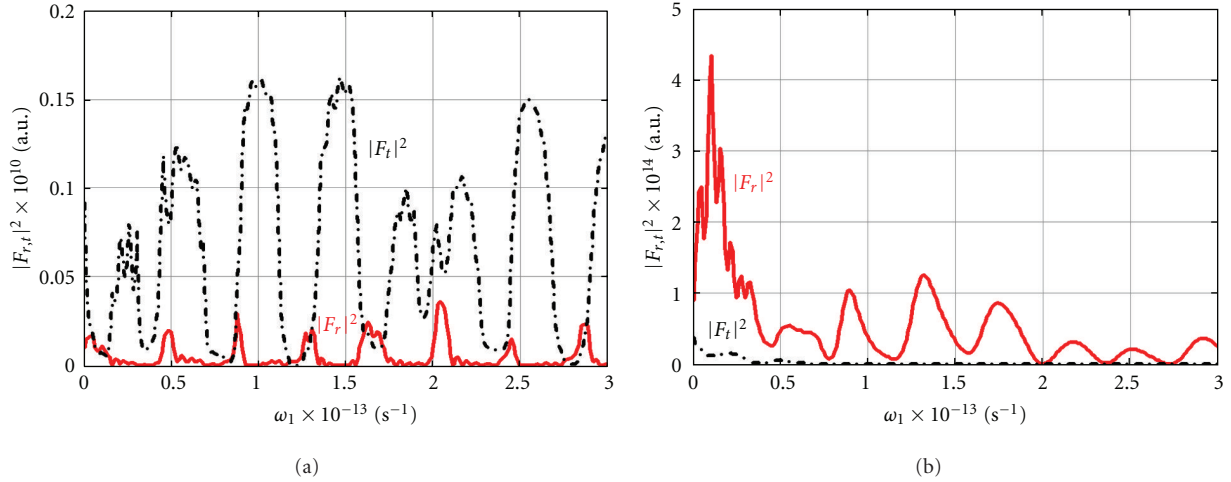 0.2
0.15
0.1
0.05
0
|F_{r,t}|^2 × 10^{10} (a.u.)
|F_t|^2
|F_r|^2
0 0.5 1 1.5 2 2.5 3
ω_1 × 10^{−13} (s^{−1})
(a)
5
4
3
2
1
0
|F_{r,t}|^2 × 10^{14} (a.u.)
|F_r|^2
|F_t|^2
0 0.5 1 1.5 2 2.5 3
ω_1 × 10^{−13} (s^{−1})
(b)